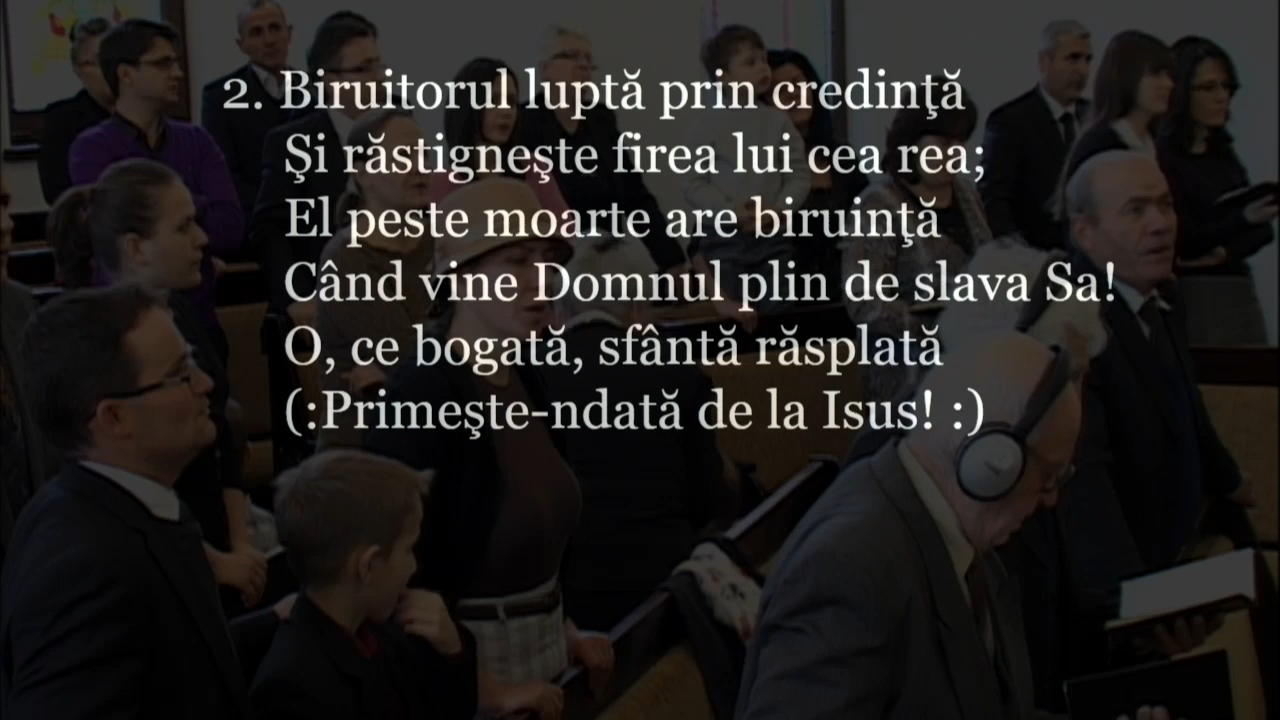 2. Biruitorul luptă prin credinţă
Şi răstigneşte firea lui cea rea;
El peste moarte are biruinţă
Când vine Domnul plin de slava Sa!
O, ce bogată, sfântă răsplată
(:Primeşte-ndată de la Isus! :)